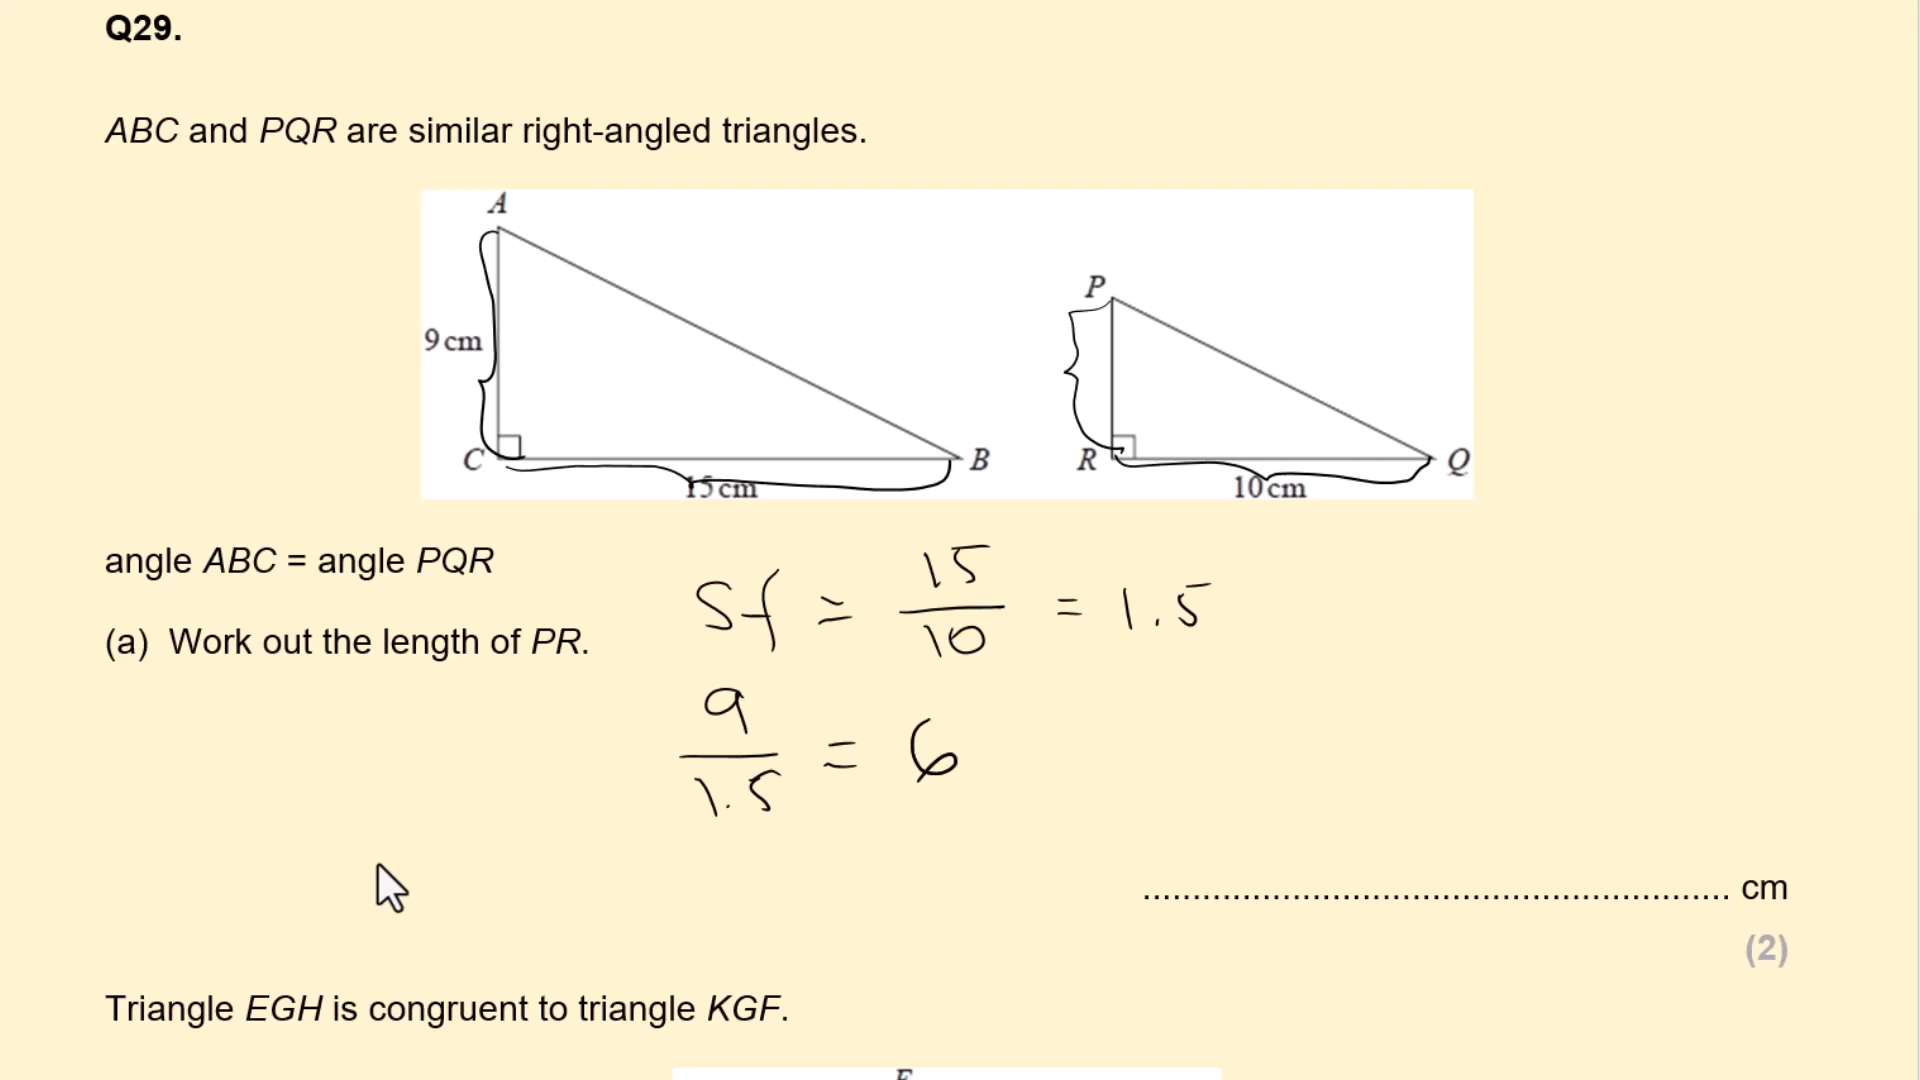 Q29.
ABC and PQR are similar right-angled triangles.
A
P
9 cm
C
B
R
Q
15 cm
10 cm
angle ABC = angle PQR
Sf = 15/10 = 1.5
(a) Work out the length of PR.
9/1.5 = 6
........................................................... cm
(2)
Triangle EGH is congruent to triangle KGF.